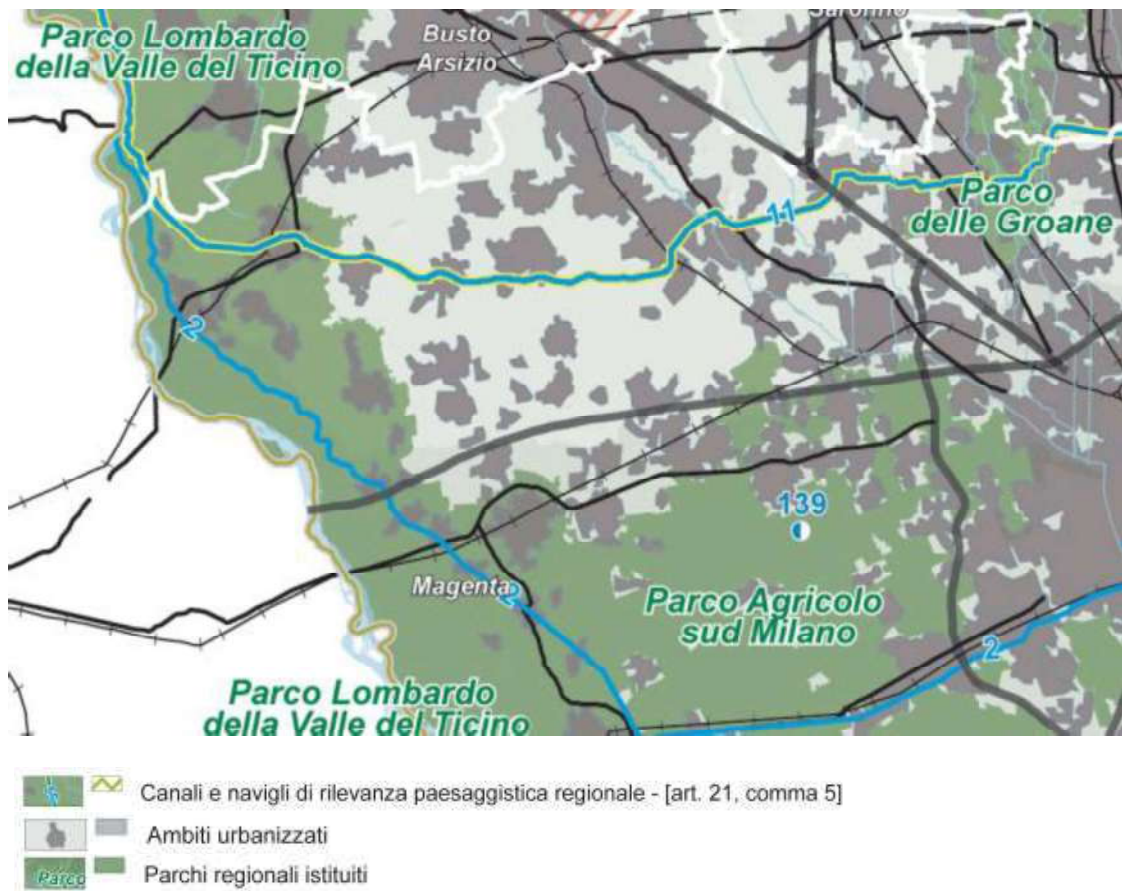 Parco Lombardo
della Valle del Ticino
Busto
Arsizio
Saronno
11
Parco
delle Groane
2
139
Magenta
2
Parco Agricolo
sud Milano
2
Parco Lombardo
della Valle del Ticino
Canali e navigli di rilevanza paesaggistica regionale - [art. 21, comma 5]
Ambiti urbanizzati
Parco
Parchi regionali istituiti